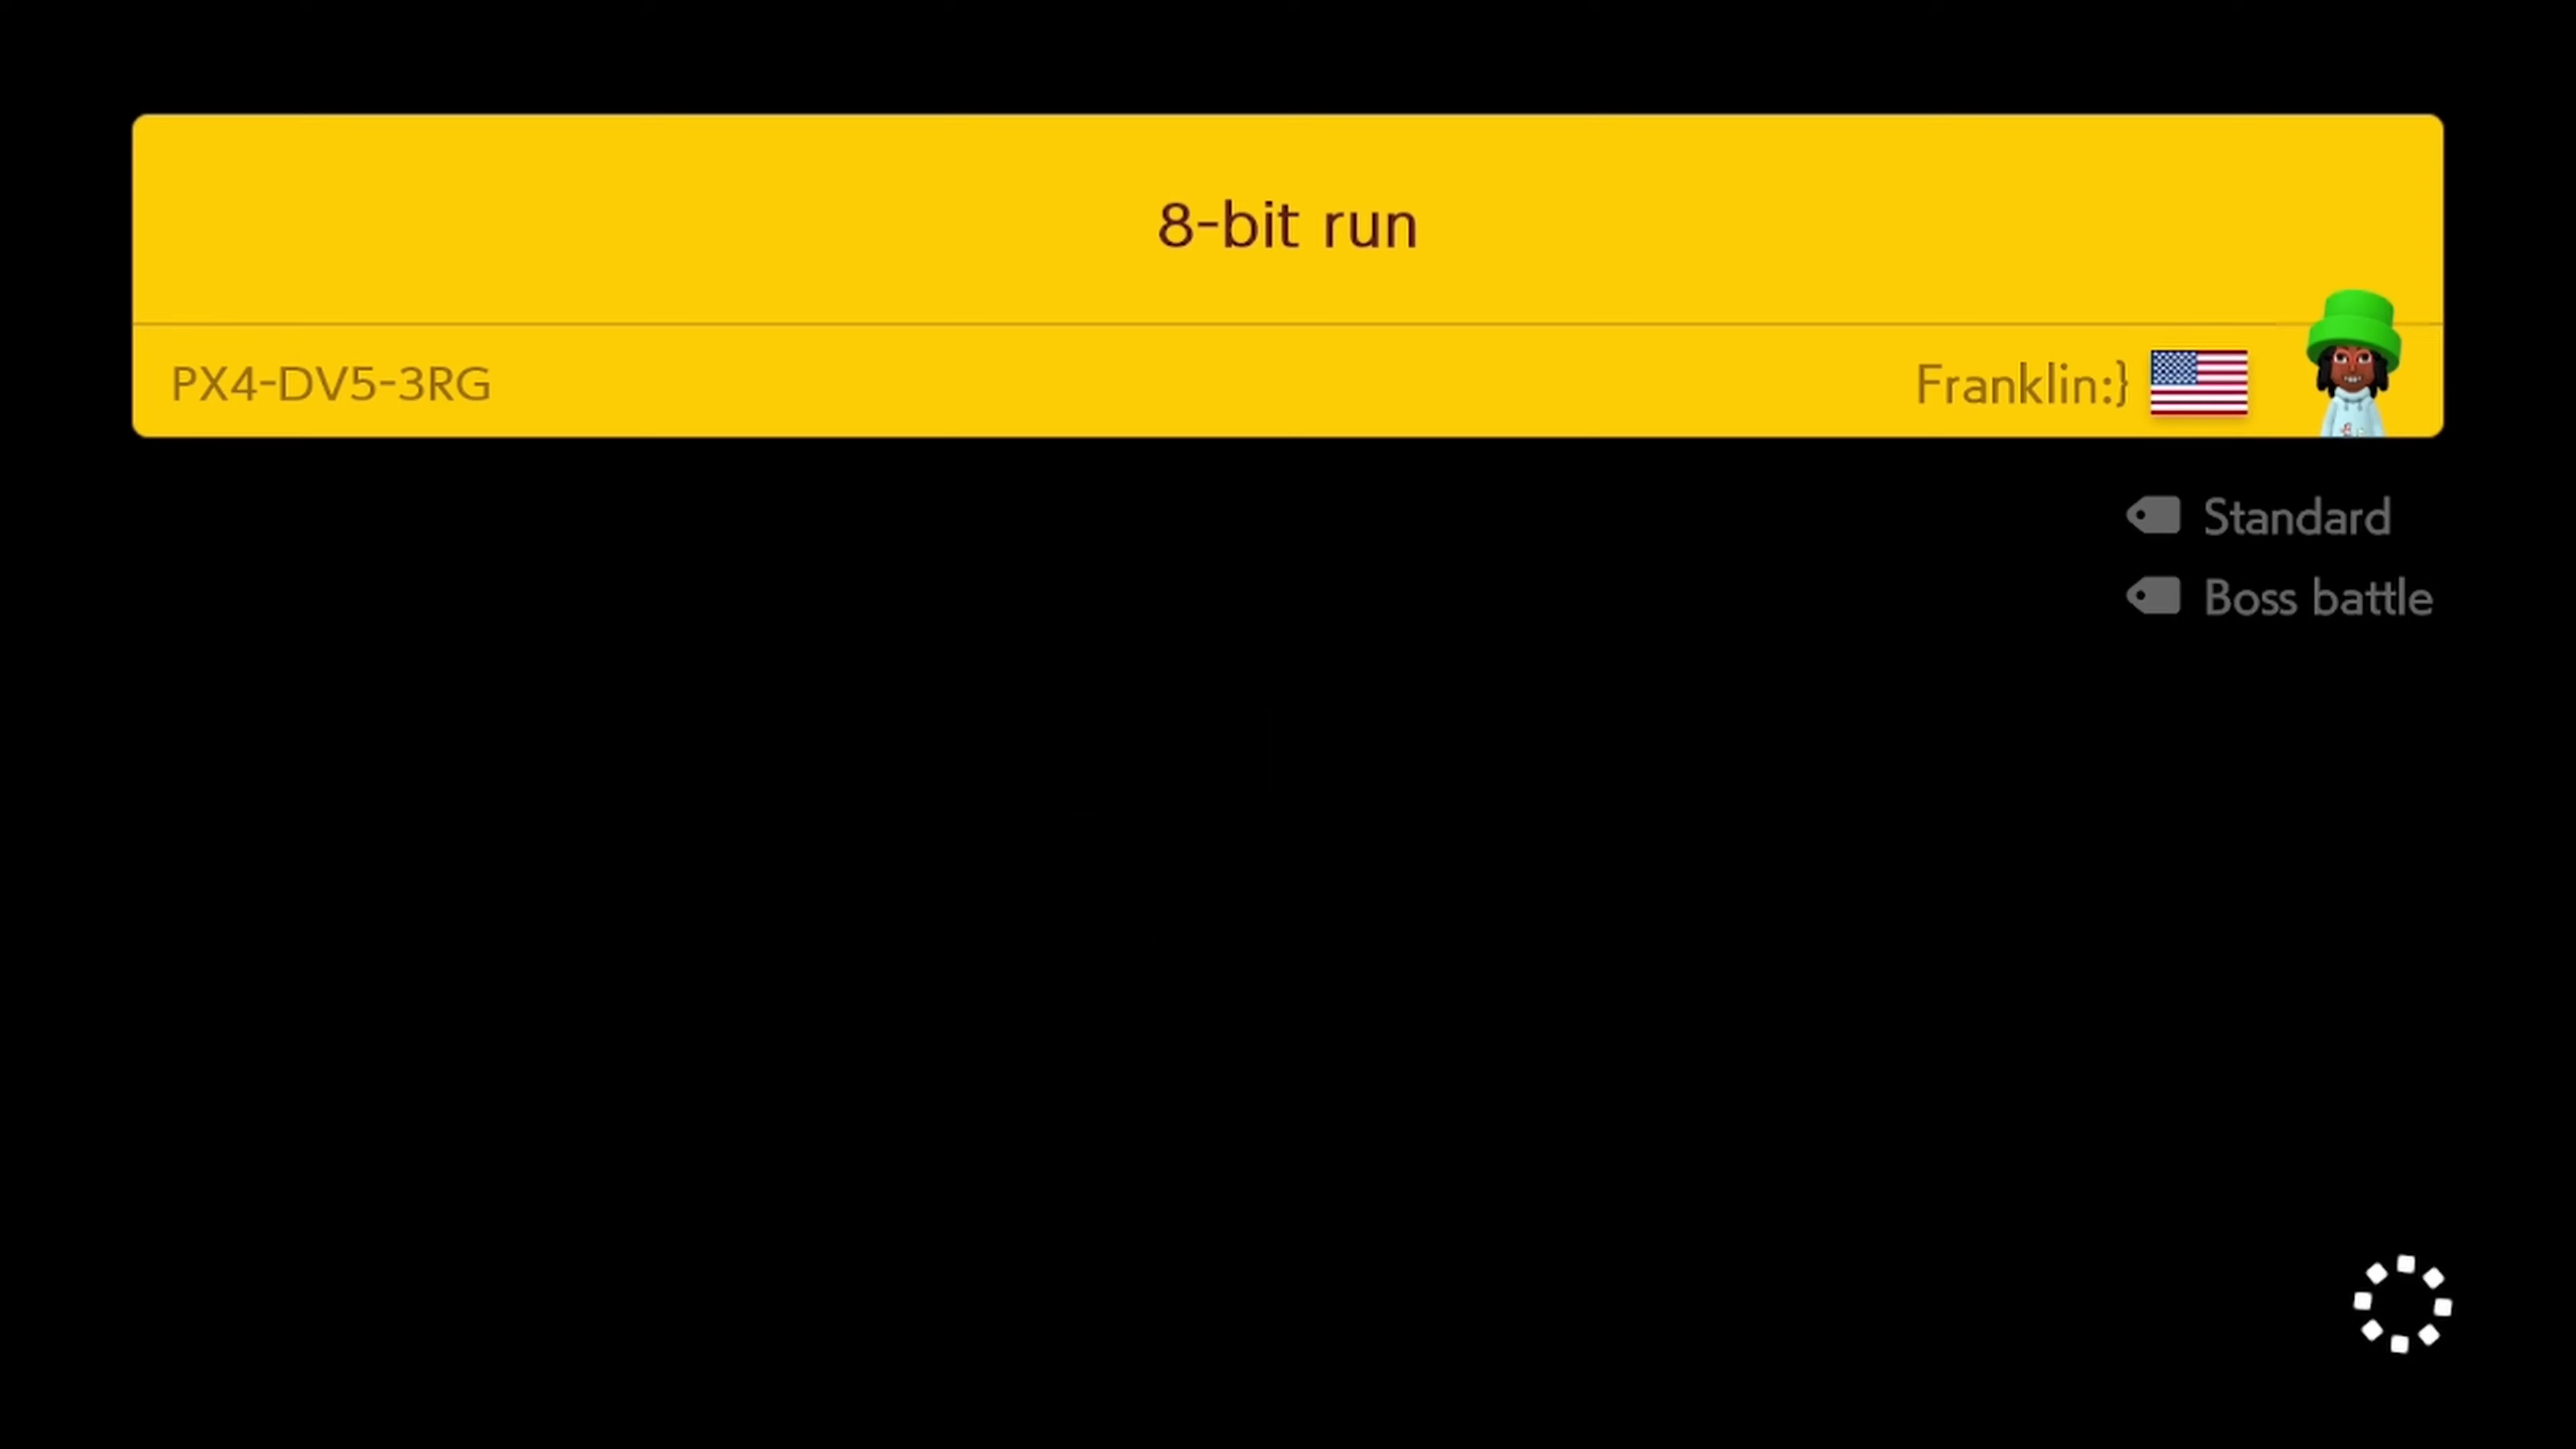 8-bit run
PX4-DV5-3RG
Franklin:}
Standard
Boss battle